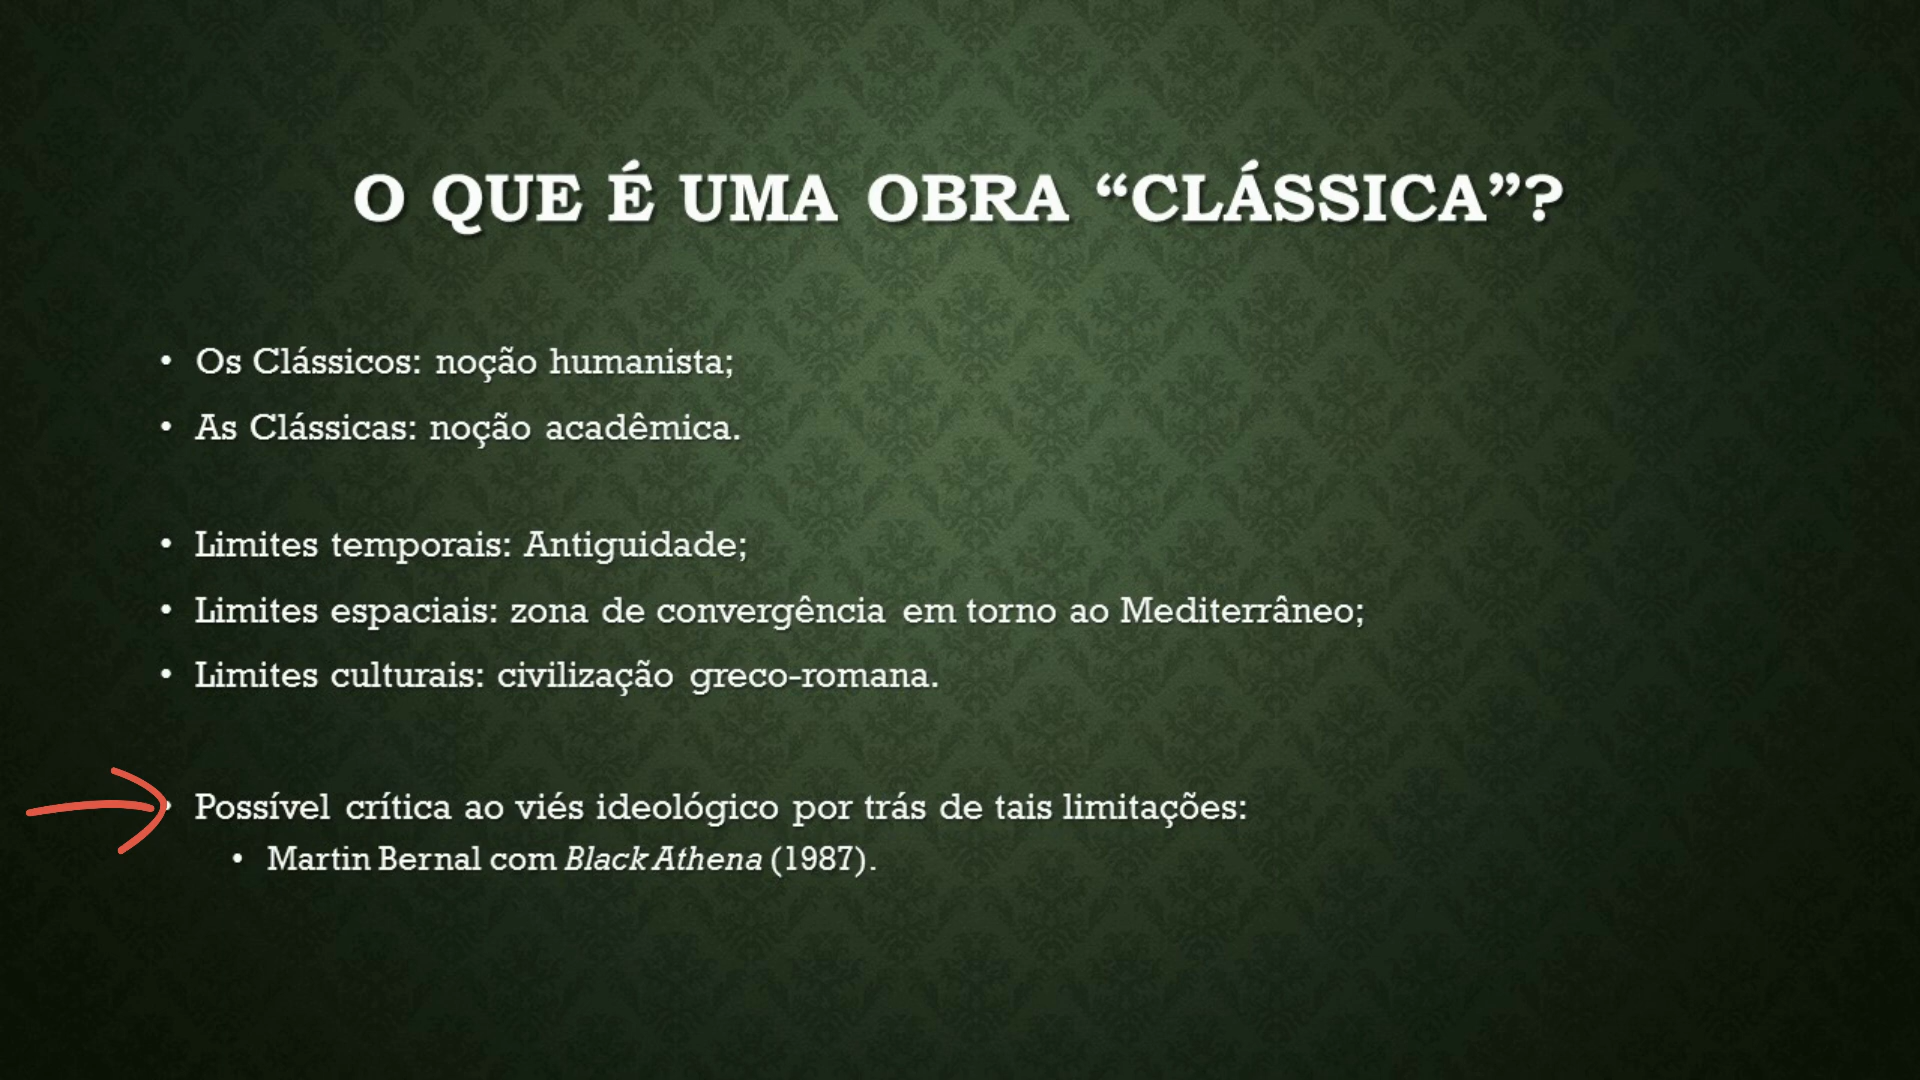 O QUE É UMA OBRA “CLÁSSICA”?
• Os Clássicos: noção humanista;
• As Clássicas: noção acadêmica.
• Limites temporais: Antiguidade;
• Limites espaciais: zona de convergência em torno ao Mediterrâneo;
• Limites culturais: civilização greco-romana.
• Possível crítica ao viés ideológico por trás de tais limitações:
• Martin Bernal com Black Athena (1987).